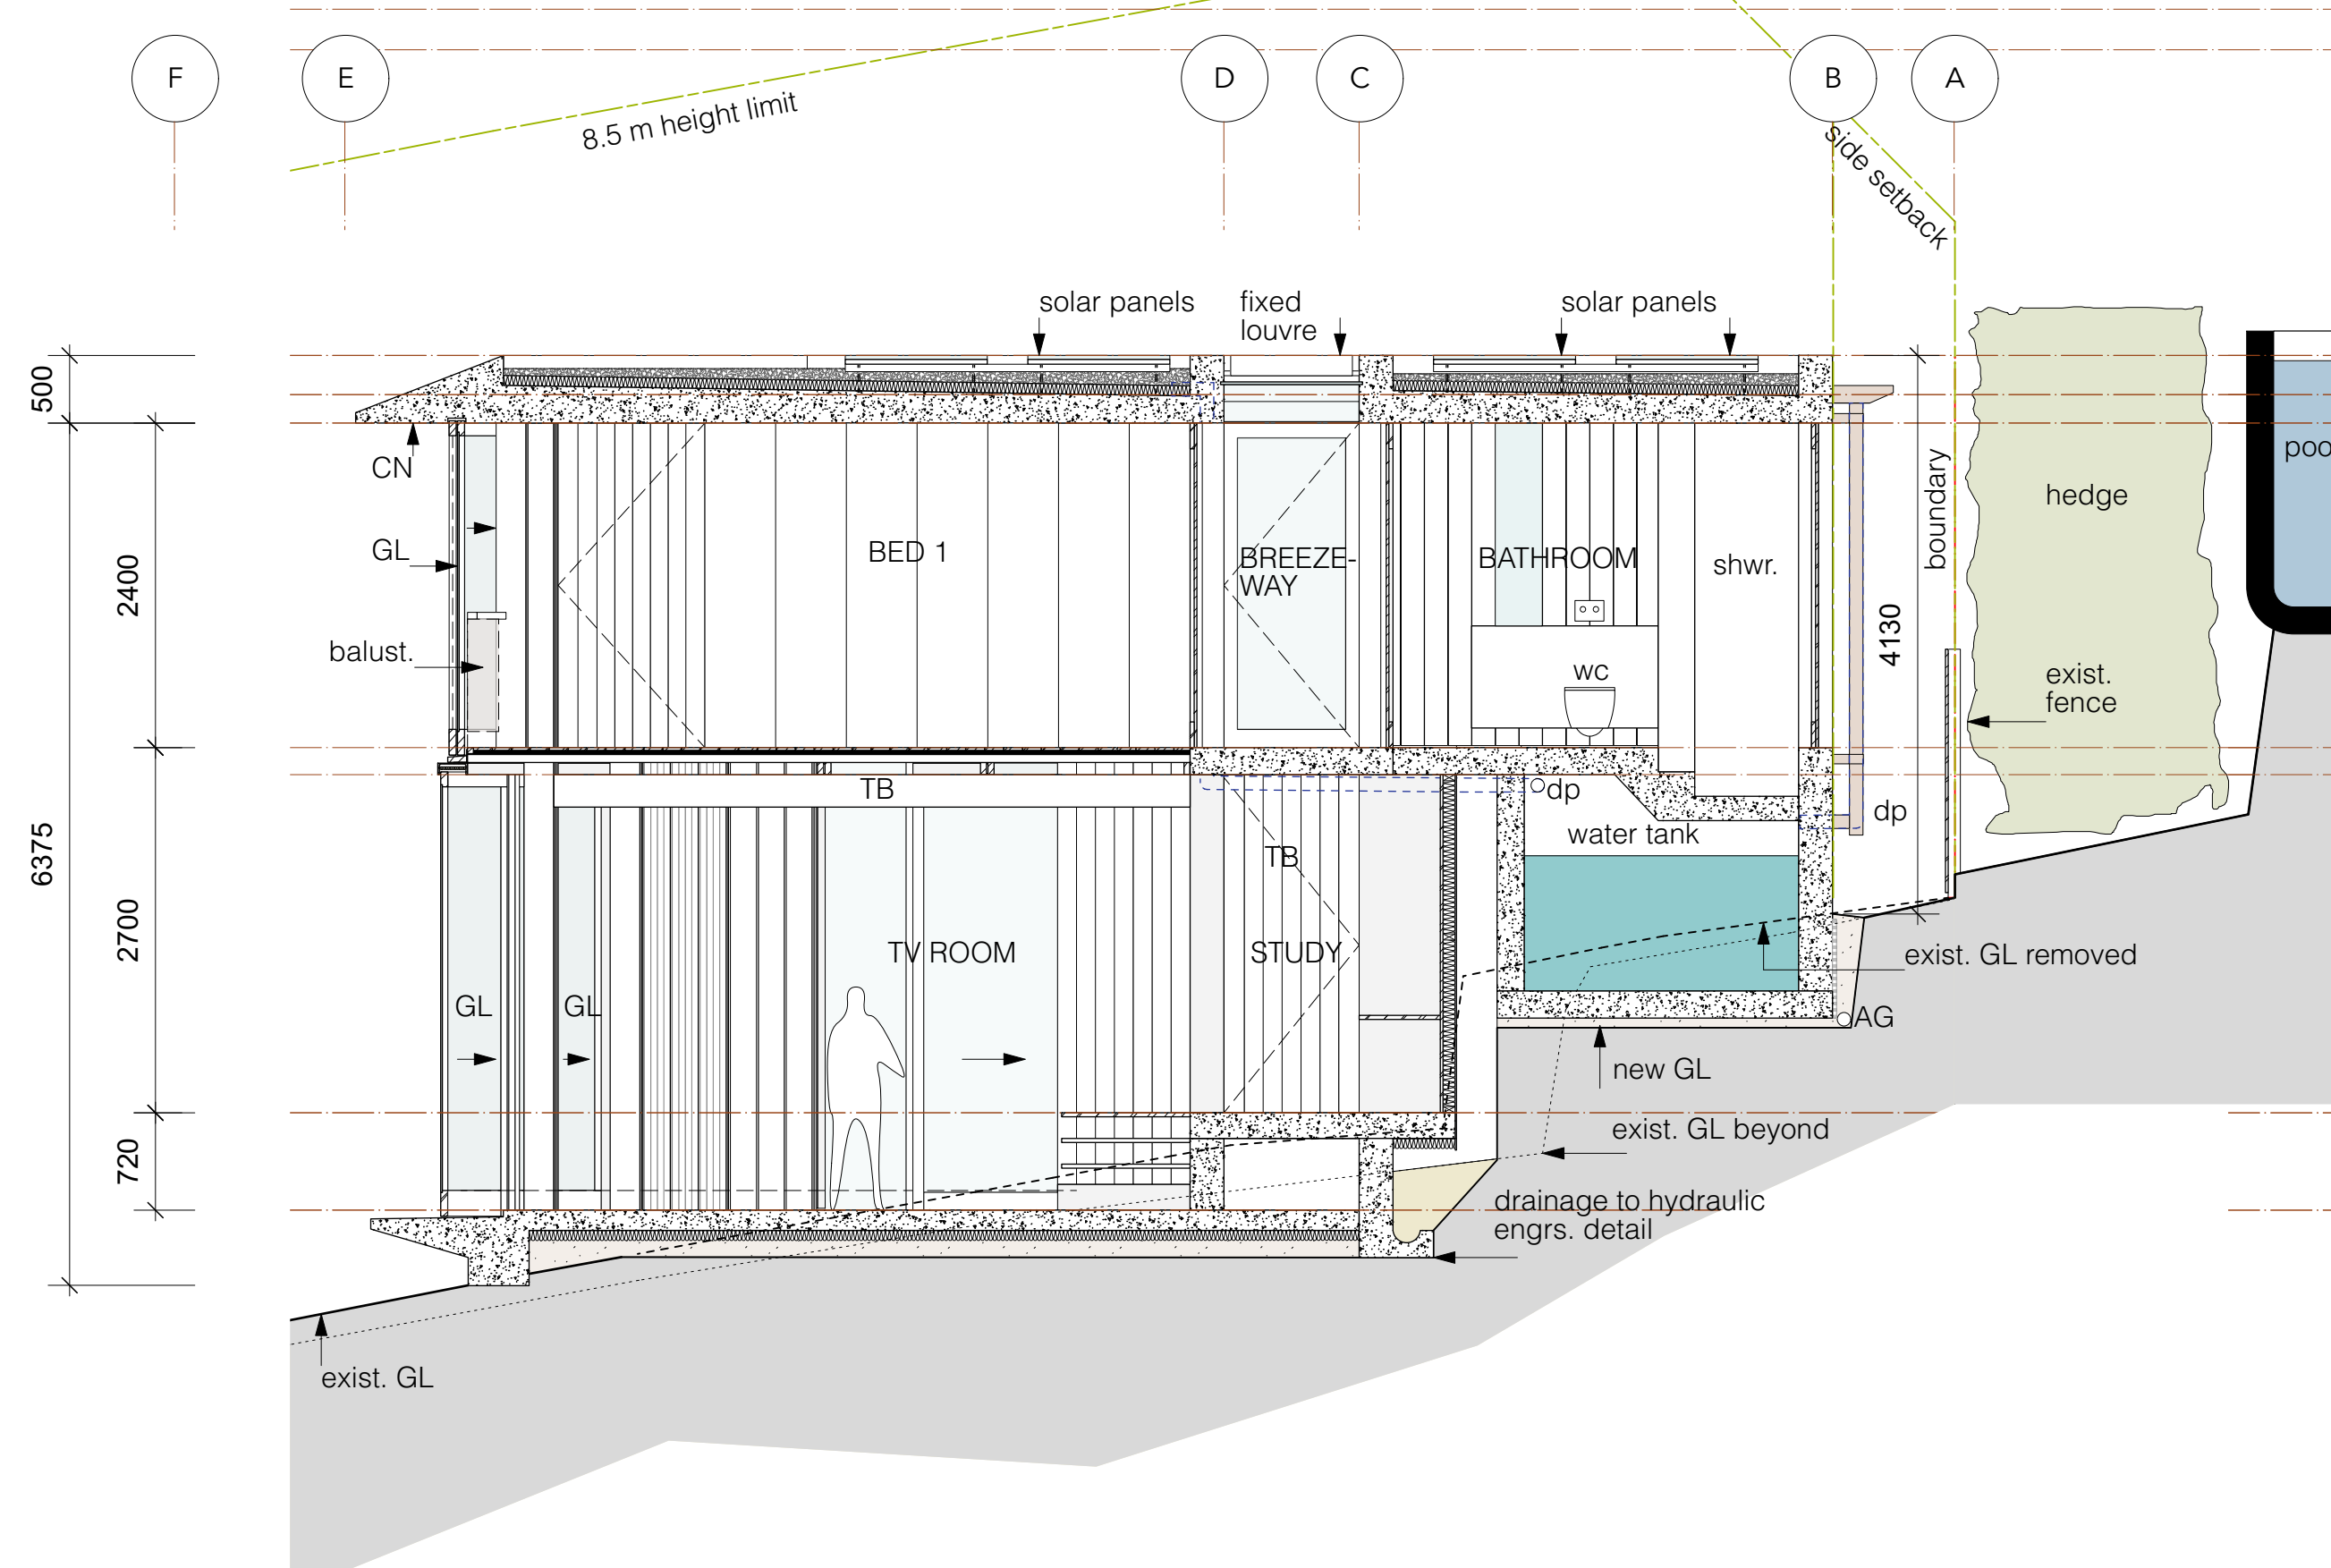 F
E
D
C
B
A
8.5 m height limit
side setback
solar panels
fixed
louvre
solar panels
500
CN
GL
balust.
2400
BED 1
BREEZE-
WAY
BATHROOM
shwr.
wc
4130
boundary
hedge
exist.
fence
poo
TB
dp
dp
water tank
TB
6375
2700
TV ROOM
STUDY
GL
GL
exist. GL removed
AG
new GL
exist. GL beyond
720
drainage to hydraulic
engrs. detail
exist. GL